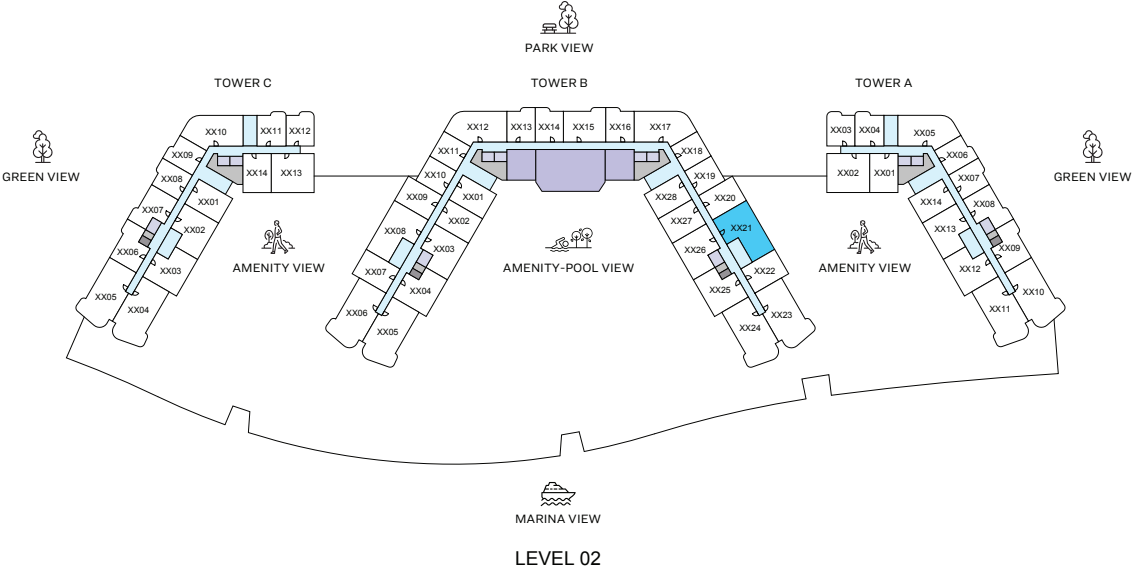 PARK VIEW
TOWER C
TOWER B
TOWER A
GREEN VIEW
GREEN VIEW
XX10
XX11
XX12
XX09
XX08
XX07
XX06
XX05
XX04
XX03
XX02
XX01
XX14
XX13
XX12
XX13
XX14
XX15
XX16
XX17
XX11
XX10
XX09
XX08
XX07
XX06
XX05
XX04
XX03
XX02
XX01
XX18
XX19
XX20
XX21
XX22
XX23
XX24
XX25
XX26
XX27
XX28
XX03
XX04
XX05
XX02
XX01
XX06
XX07
XX08
XX09
XX10
XX11
XX12
XX13
XX14
AMENITY VIEW
AMENITY-POOL VIEW
AMENITY VIEW
MARINA VIEW
LEVEL 02